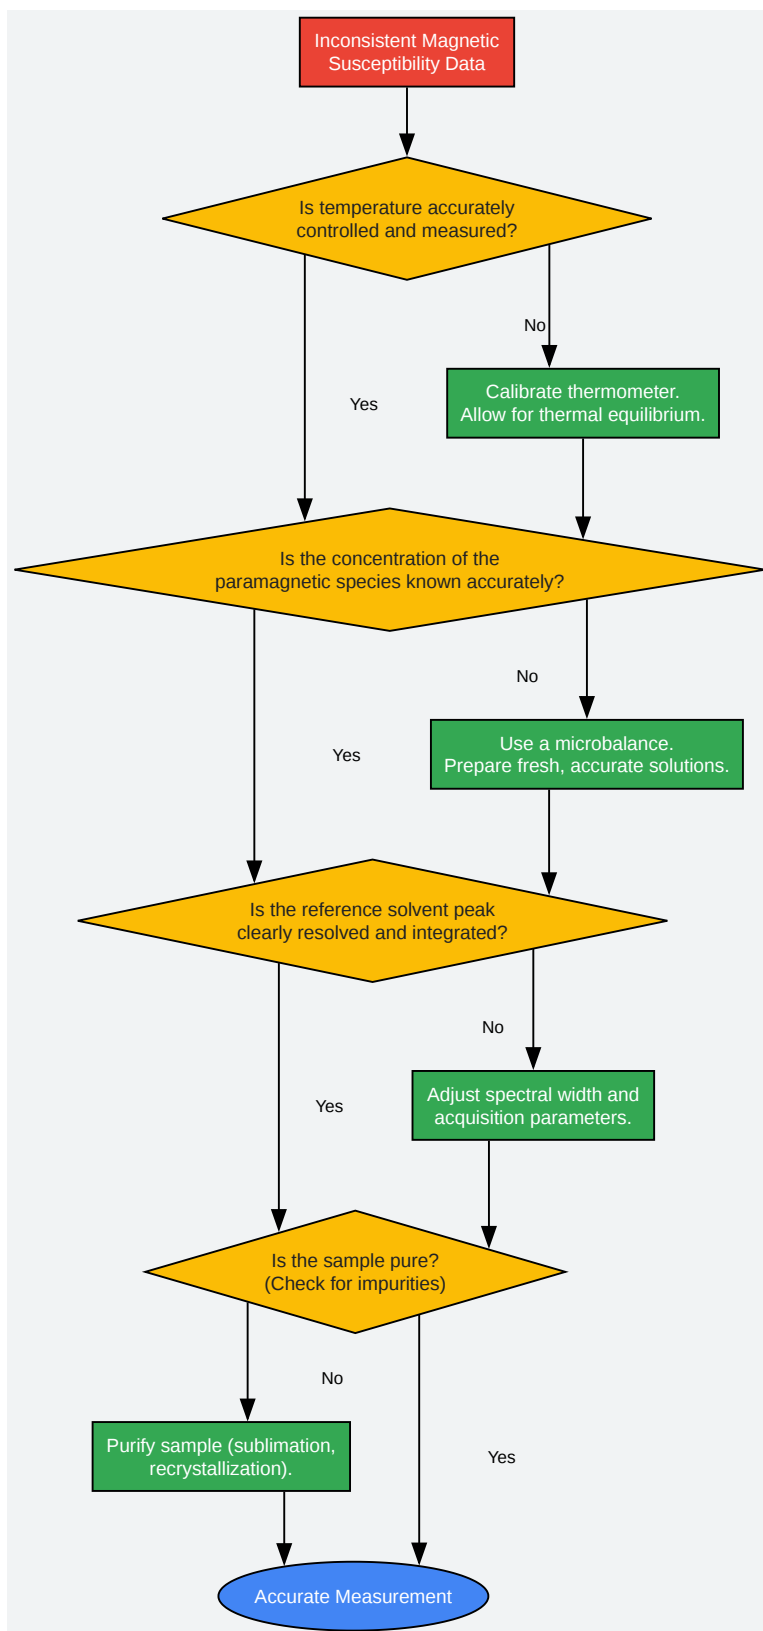 Inconsistent Magnetic
Susceptibility Data
Is temperature accurately
controlled and measured?
No
Yes
Calibrate thermometer.
Allow for thermal equilibrium.
Is the concentration of the
paramagnetic species known accurately?
No
Yes
Use a microbalance.
Prepare fresh, accurate solutions.
Is the reference solvent peak
clearly resolved and integrated?
No
Yes
Adjust spectral width and
acquisition parameters.
Is the sample pure?
(Check for impurities)
No
Yes
Purify sample (sublimation,
recrystallization).
Accurate Measurement